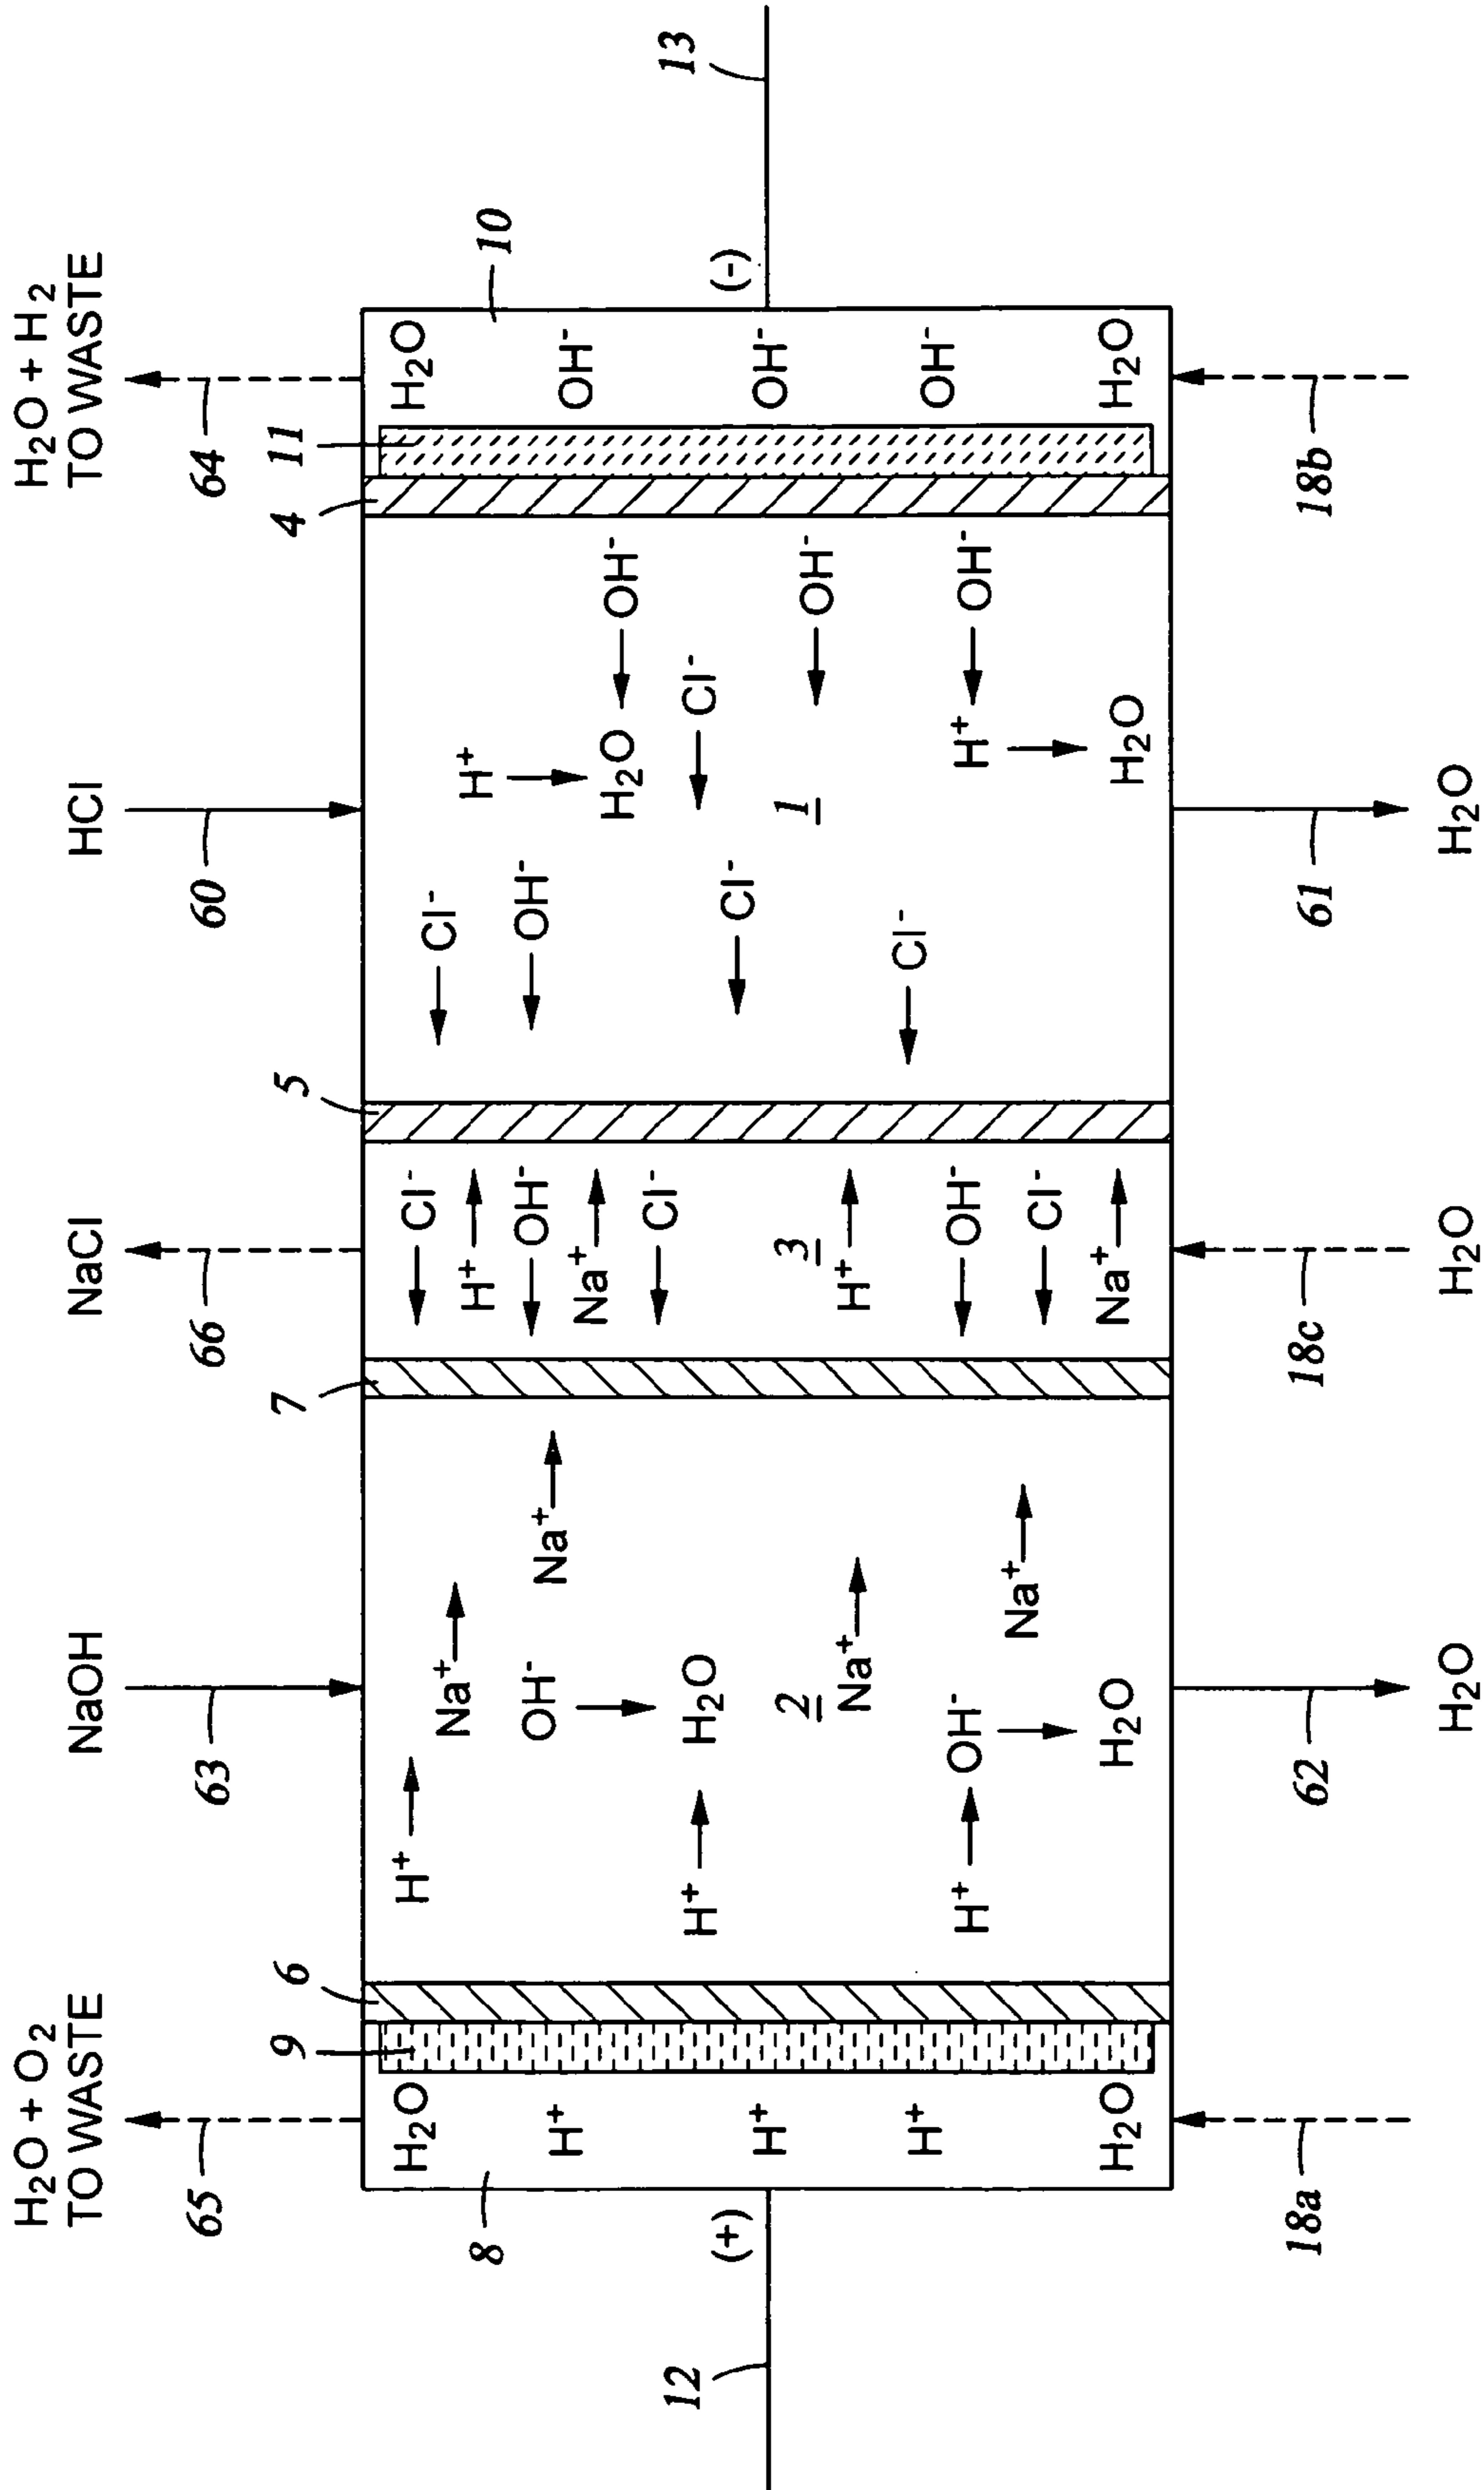 H2O + O2
TO WASTE
NaOH
NaCl
HCl
H2O + H2
TO WASTE
65
63
66
60
64
8
9
6
7
5
4
11
10
12
(+)
(-)
13
H2O
H+
H+
H+
H2O
H+
Na+
Na+
OH-
H+
H2O
2
Na+
H+
OH-
Na+
H2O
Cl-
H+
OH-
Na+
Cl-
3
H+
OH-
Cl-
Na+
Cl-
H+
OH-
H2O
OH-
Cl-
Cl-
1
OH-
Cl-
H+
OH-
H2O
H2O
OH-
OH-
OH-
H2O
18a
62
18c
61
18b
H2O
H2O
H2O